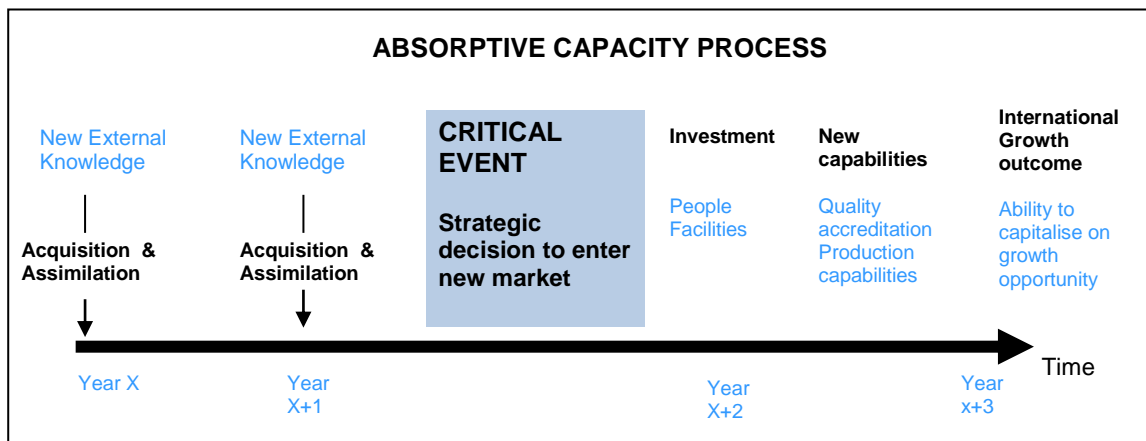 ABSORPTIVE CAPACITY PROCESS
New External
Knowledge
Acquisition &
Assimilation
New External
Knowledge
Acquisition &
Assimilation
CRITICAL
EVENT
Strategic
decision to enter
new market
Investment
People
Facilities
New
capabilities
Quality
accreditation
Production
capabilities
International
Growth
outcome
Ability to
capitalise on
growth
opportunity
Time
Year X
Year
X+1
Year
X+2
Year
x+3